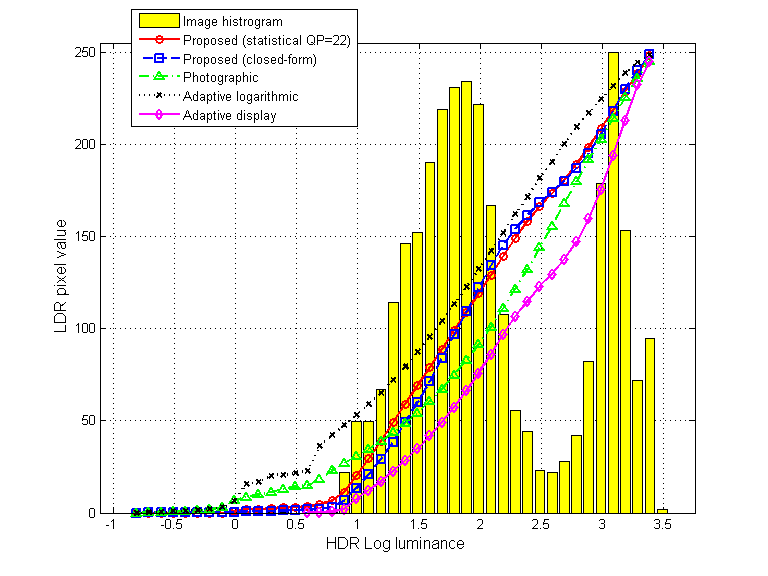 Image histrogram
Proposed (statistical QP=22)
Proposed (closed-form)
Photographic
Adaptive logarithmic
Adaptive display
250
200
150
100
50
0
LDR pixel value
-1 -0.5 0 0.5 1 1.5 2 2.5 3 3.5
HDR Log luminance